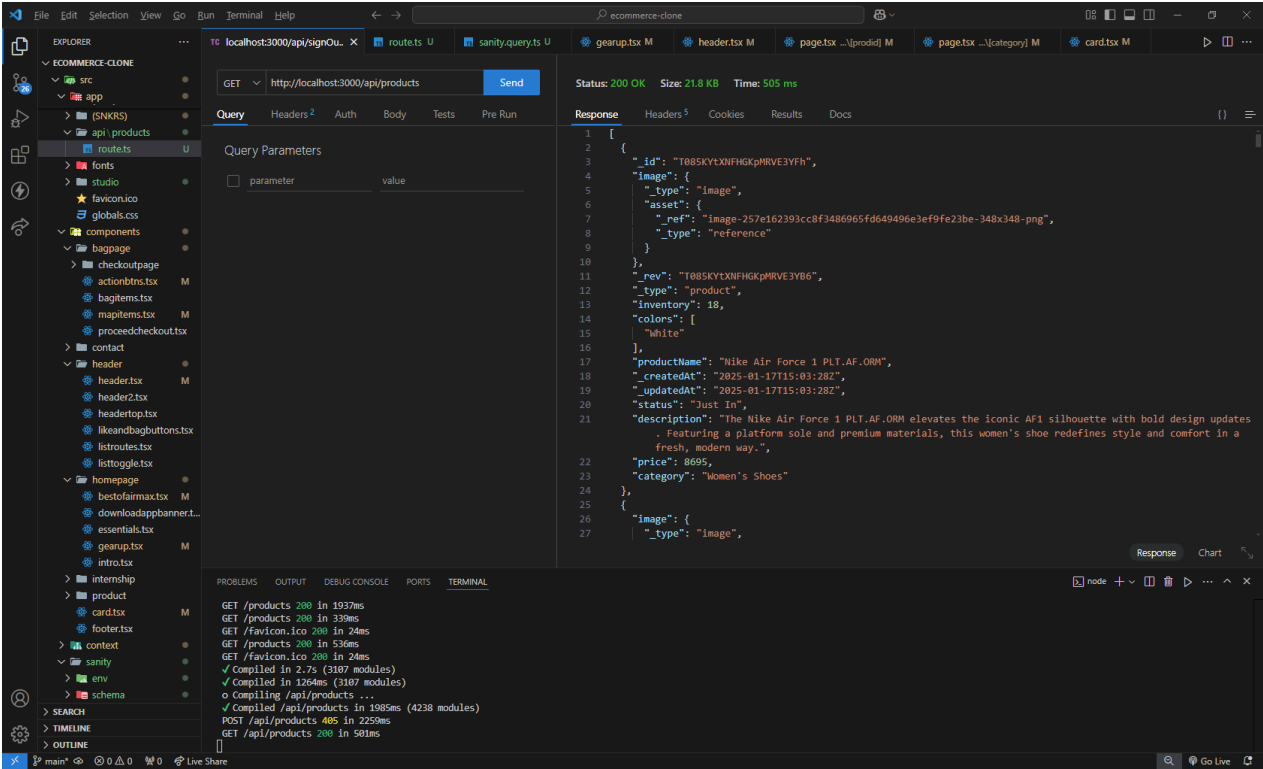 File Edit Selection View Go Run Terminal Help
ecommerce-clone
EXPLORER
ECOMMERCE-CLONE
src
app
(SNKRS)
api\products
route.ts U
fonts
studio
favicon.ico
globals.css
components
bagpage
checkoutpage
actionbtns.tsx M
bagitems.tsx
mapitems.tsx M
proceedcheckout.tsx
contact
header
header.tsx M
header2.tsx
headertop.tsx
likeandbagbuttons.tsx
listroutes.tsx
listtoggle.tsx
homepage
bestofairmax.tsx M
downloadappbanner.t...
essentials.tsx
gearup.tsx M
intro.tsx
internship
product
card.tsx M
footer.tsx
context
sanity
env
schema
SEARCH
TIMELINE
OUTLINE
26
TC localhost:3000/api/signOu.. route.ts U sanity.query.ts U gearup.tsx M header.tsx M page.tsx ...\[prodid] M page.tsx ...\[category] M card.tsx M
GET http://localhost:3000/api/products Send
Query Headers 2 Auth Body Tests Pre Run
Query Parameters
parameter value
Status: 200 OK Size: 21.8 KB Time: 505 ms
Response Headers 5 Cookies Results Docs {}
1 [
2 {
3 "_id": "T085KYtXNFHGKpMRVE3YFh",
4 "image": {
5 "_type": "image",
6 "asset": {
7 "_ref": "image-257e162393cc8f3486965fd649496e3ef9fe23be-348x348-png",
8 "_type": "reference"
9 }
10 },
11 "_rev": "T085KYtXNFHGKpMRVE3YB6",
12 "_type": "product",
13 "inventory": 18,
14 "colors": [
15 "White"
16 ],
17 "productName": "Nike Air Force 1 PLT.AF.ORM",
18 "_createdAt": "2025-01-17T15:03:28Z",
19 "_updatedAt": "2025-01-17T15:03:28Z",
20 "status": "Just In",
21 "description": "The Nike Air Force 1 PLT.AF.ORM elevates the iconic AF1 silhouette with bold design updates
. Featuring a platform sole and premium materials, this women's shoe redefines style and comfort in a
fresh, modern way.",
22 "price": 8695,
23 "category": "Women's Shoes"
24 },
25 {
26 "image": {
27 "_type": "image",
Response Chart
PROBLEMS OUTPUT DEBUG CONSOLE PORTS TERMINAL
node
GET /products 200 in 1937ms
GET /products 200 in 339ms
GET /favicon.ico 200 in 24ms
GET /products 200 in 536ms
GET /favicon.ico 200 in 24ms
✓ Compiled in 2.7s (3107 modules)
✓ Compiled in 1264ms (3107 modules)
○ Compiling /api/products ...
✓ Compiled /api/products in 1985ms (4238 modules)
POST /api/products 405 in 2259ms
GET /api/products 200 in 501ms
main* 0 0 0 Live Share
Go Live